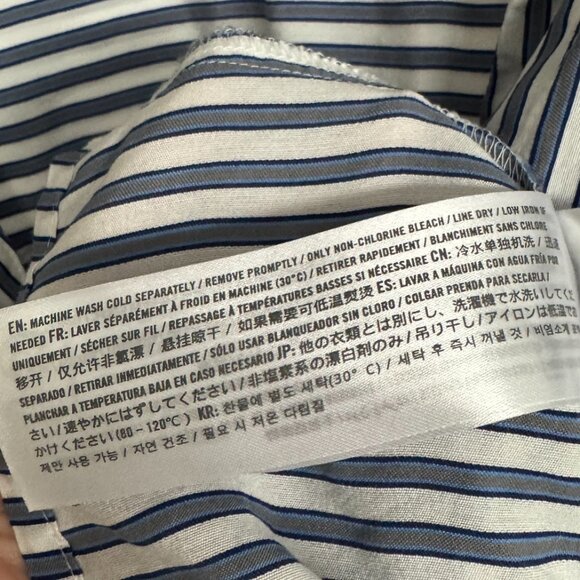 EN: MACHINE WASH COLD SEPARATELY / REMOVE PROMPTLY / ONLY NON-CHLORINE BLEACH / LINE DRY / LOW IRON IF
NEEDED FR: LAVER SÉPARÉMENT À FROID EN MACHINE (30°C) / RETIRER RAPIDEMENT / BLANCHIMENT SANS CHLORE
UNIQUEMENT / SÉCHER SUR FIL / REPASSAGE À TEMPÉRATURES BASSES SI NÉCESSAIRE CN: 冷水单独机洗 / 迅速
移开 / 仅允许非氯漂 / 悬挂晾干 / 如果需要可低温熨烫 ES: LAVAR A MÁQUINA CON AGUA FRÍA POR
SEPARADO / RETIRAR INMEDIATAMENTE / SÓLO USAR BLANQUEADOR SIN CLORO / COLGAR PRENDA PARA SECARLA /
PLANCHAR A TEMPERATURA BAJA EN CASO NECESARIO JP: 他の衣類とは別にし、洗濯機で水洗いしてくだ
さい / 速やかにはずしてください / 非塩素系の漂白剤のみ / 吊り干し / アイロンは低温で
かけください (80 – 120℃) KR: 찬물에 별도 세탁(30° C) / 세탁 후 즉시 꺼낼 것 / 비염소계
제만 사용 가능 / 자연 건조 / 필요 시 저온 다림질